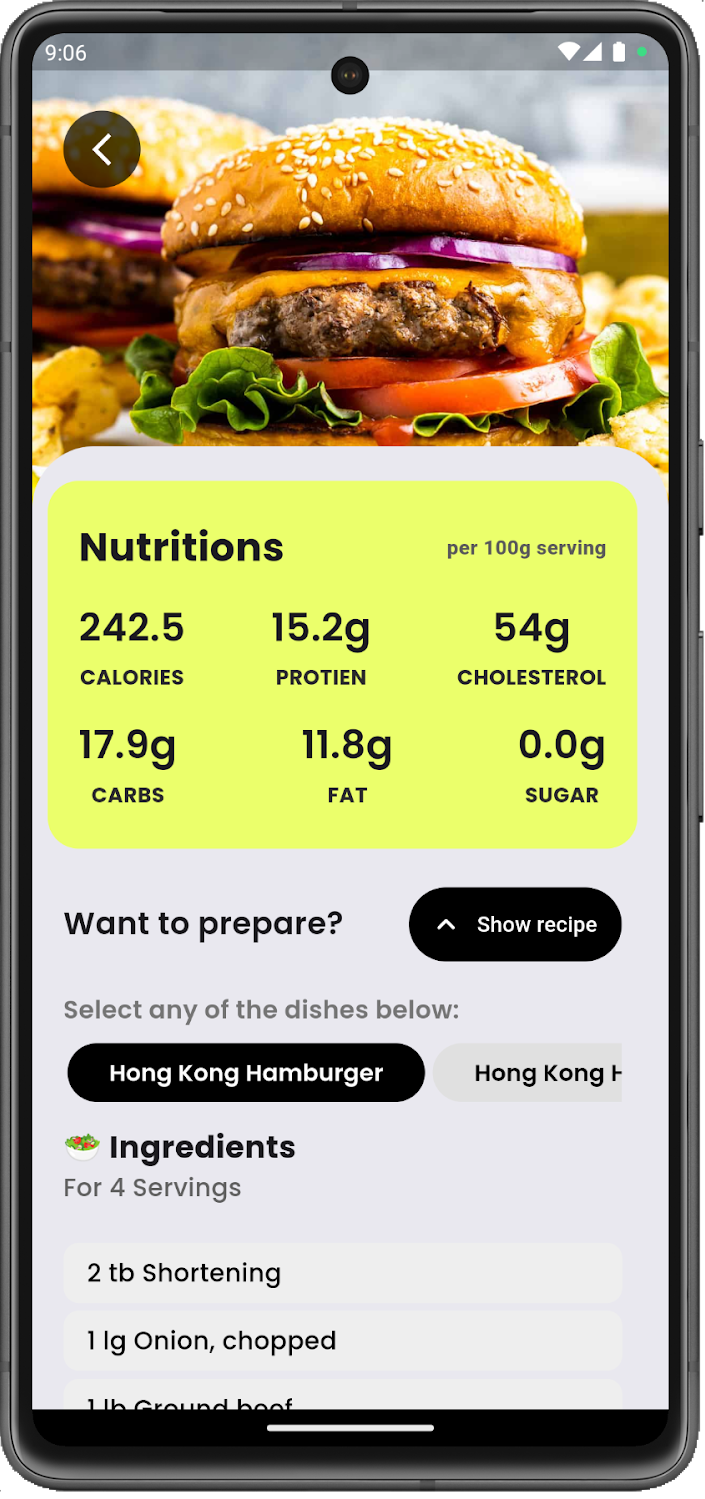 9:06
Nutritions
per 100g serving
242.5 15.2g 54g
CALORIES PROTIEN CHOLESTEROL
17.9g 11.8g 0.0g
CARBS FAT SUGAR
Want to prepare?
Show recipe
Select any of the dishes below:
Hong Kong Hamburger
Hong Kong H
Ingredients
For 4 Servings
2 tb Shortening
1 lg Onion, chopped
1 lb Ground beef